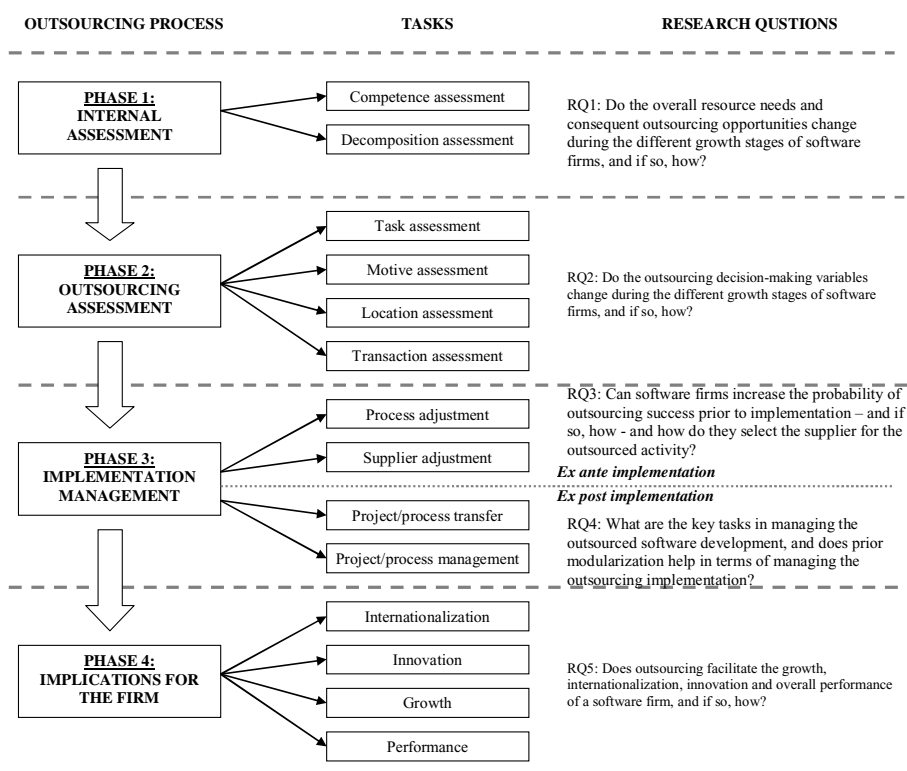 OUTSOURCING PROCESS
TASKS
RESEARCH QUSTIONS
PHASE 1:
INTERNAL
ASSESSMENT
Competence assessment
Decomposition assessment
RQ1: Do the overall resource needs and
consequent outsourcing opportunities change
during the different growth stages of software
firms, and if so, how?
PHASE 2:
OUTSOURCING
ASSESSMENT
Task assessment
Motive assessment
Location assessment
Transaction assessment
RQ2: Do the outsourcing decision-making variables
change during the different growth stages of software
firms, and if so, how?
PHASE 3:
IMPLEMENTATION
MANAGEMENT
Process adjustment
Supplier adjustment
Project/process transfer
Project/process management
RQ3: Can software firms increase the probability of
outsourcing success prior to implementation – and if
so, how - and how do they select the supplier for the
outsourced activity?
Ex ante implementation
Ex post implementation
RQ4: What are the key tasks in managing the
outsourced software development, and does prior
modularization help in terms of managing the
outsourcing implementation?
PHASE 4:
IMPLICATIONS FOR
THE FIRM
Internationalization
Innovation
Growth
Performance
RQ5: Does outsourcing facilitate the growth,
internationalization, innovation and overall performance
of a software firm, and if so, how?